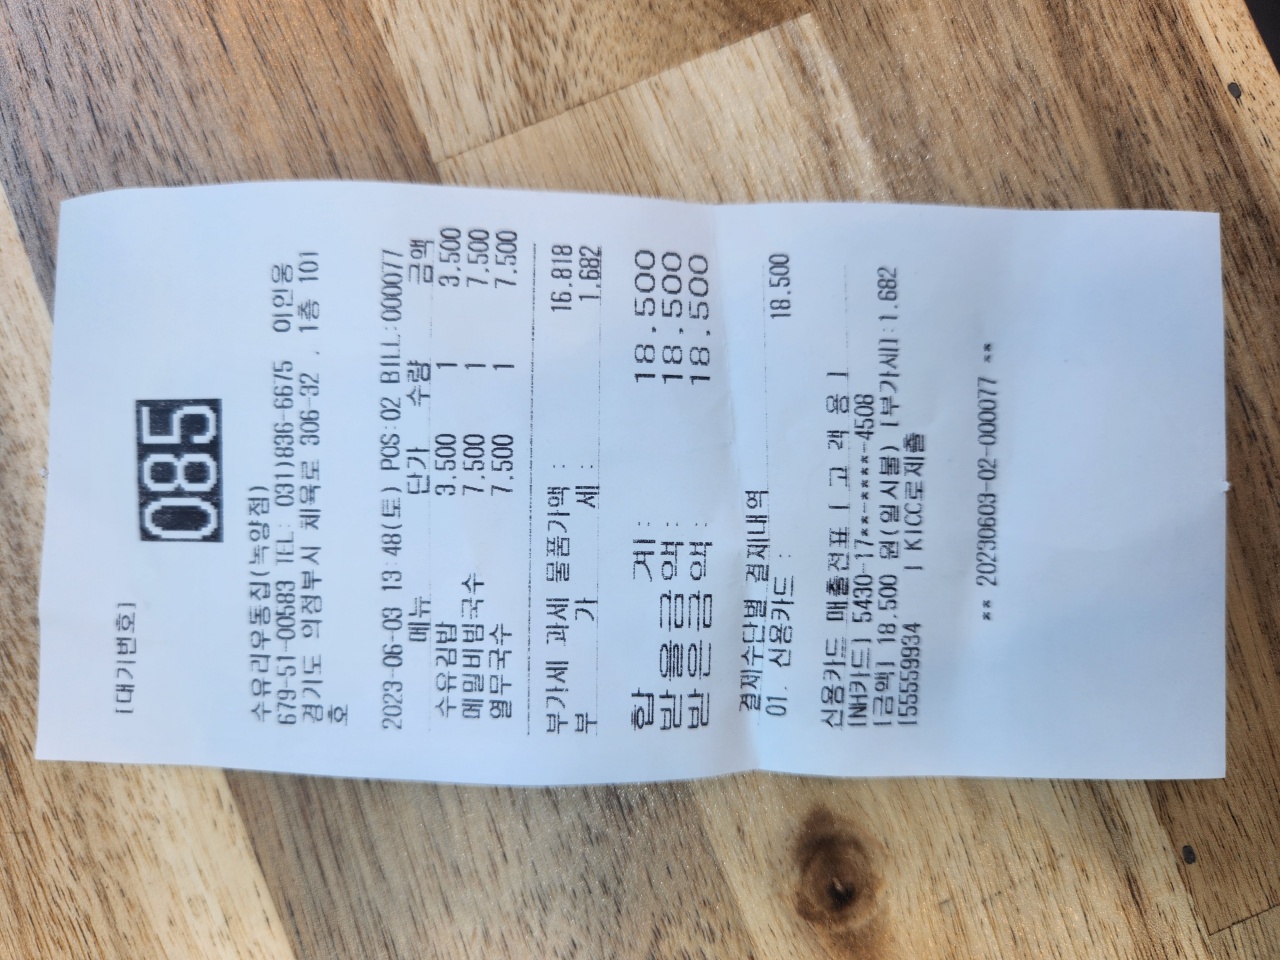 [대기번호]
085
수유리우동집(녹양점)
679-51-00583 TEL: 031)836-6675 이인웅
경기도 의정부시 체육로 306-32 , 1층 101
호
2023-06-03 13:48(토) POS:02 BILL:000077
메뉴 단가 수량 금액
수유김밥 3,500 1 3,500
메밀비빔국수 7,500 1 7,500
열무국수 7,500 1 7,500
부가세 과세 물품가액 : 16,818
부 가 세 : 1,682
합 계 : 18,500
받을금액 : 18,500
받은금액 : 18,500
결제수단별 결제내역
01. 신용카드 : 18,500
신용카드 매출전표 [ 고 객 용 ]
[NH카드] 5430-17**-****-4508
[금액] 18,500 원(일시불) [부가세]:1,682
[55559934 ] KICC로제출
** 20230603-02-000077 **